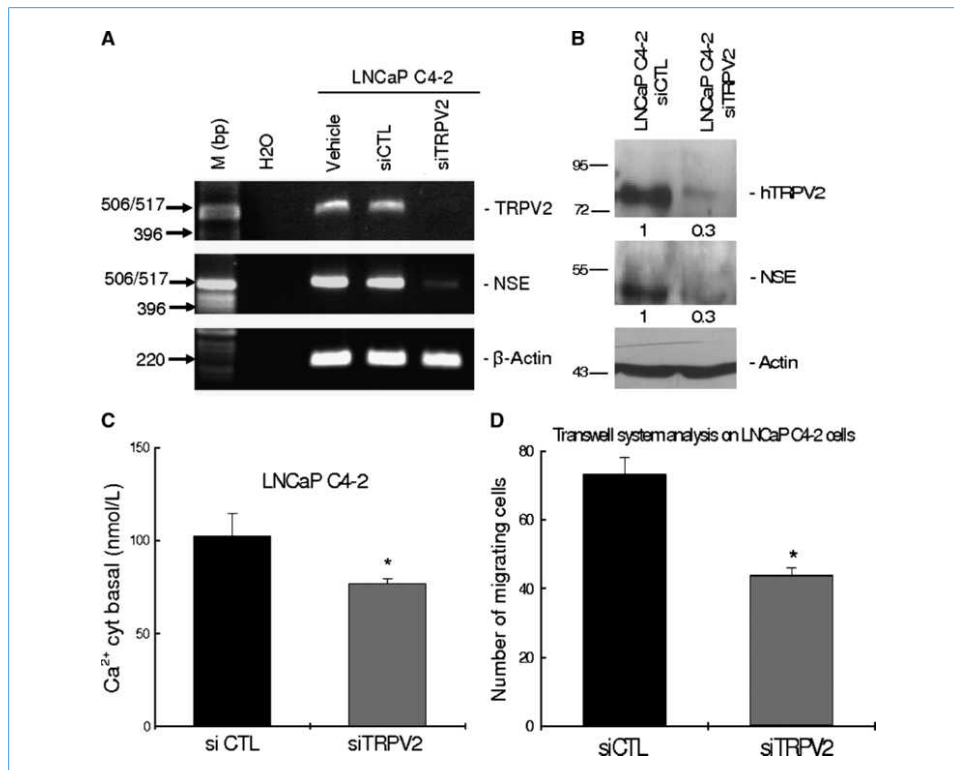 A
LNCaP C4-2
M (bp)
H2O
Vehicle
siCTL
siTRPV2
506/517
396
- TRPV2
506/517
396
- NSE
220
- β-Actin
B
LNCaP C4-2
siCTL
LNCaP C4-2
siTRPV2
95
72
- hTRPV2
1 0.3
55
- NSE
1 0.3
43
- Actin
C
LNCaP C4-2
Ca²⁺ cyt basal (nmol/L)
150
100
50
0
*
si CTL siTRPV2
D
Transwell system analysis on LNCaP C4-2 cells
Number of migrating cells
80
60
40
20
0
*
siCTL siTRPV2